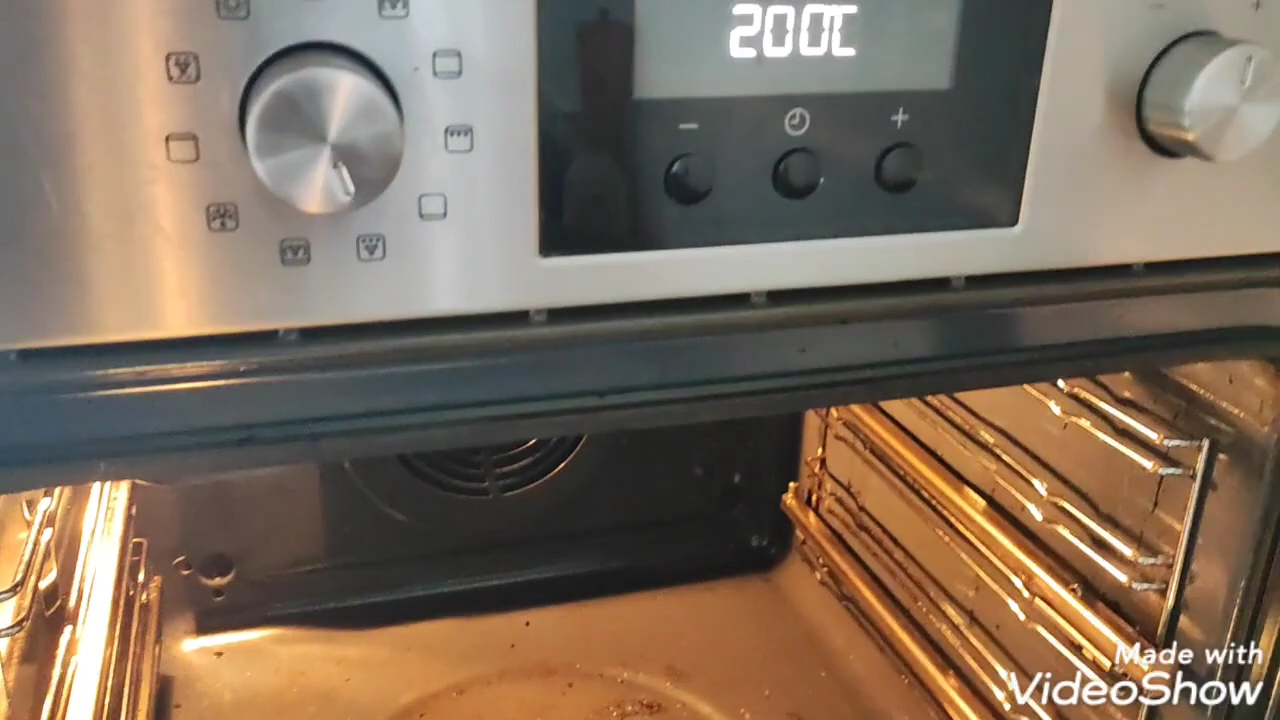 200°C
− +
− +
Made with
VideoShow